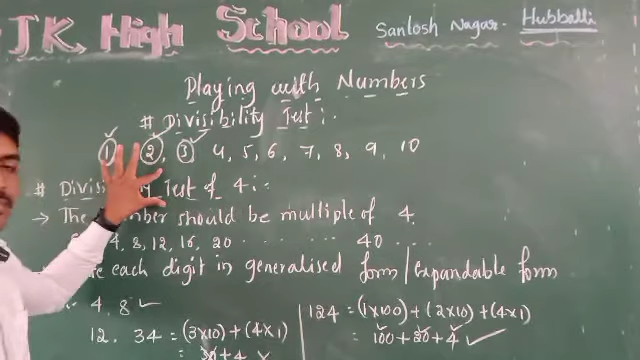 JK High School Santosh Nagar. Hubballi
Playing with Numbers
# Divisibility Test :
1, 2, 3, 4, 5, 6, 7, 8, 9, 10
# Test of 4 :-
→ The should be multiple of 4.
4, 8, 12, 16, 20 . . . . . . . . . . 40 . . .
each digit in generalised form/Expandable form
4, 8 ✓
124 = (1×100) + (2×10) + (4×1)
= 100 + 20 + 4 ✓
12. 34 = (3×10) + (4×1)
= 30 + 4 ×